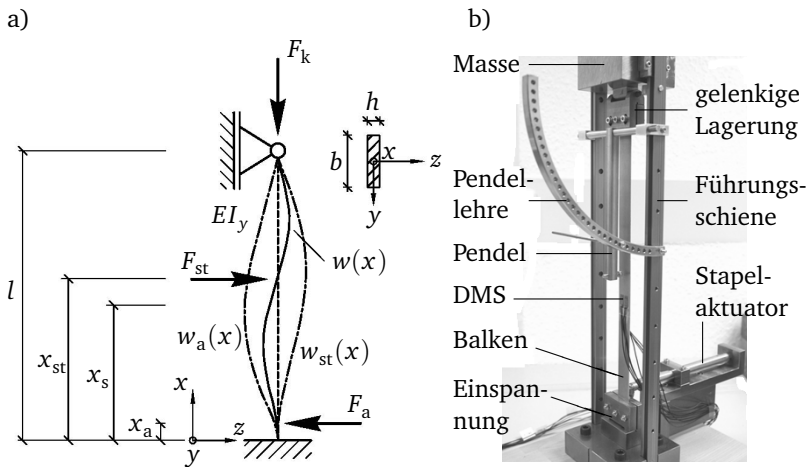 a)
F_k
h
b
x
z
y
EI_y
w(x)
F_st
l
w_a(x)
w_st(x)
x_st
x_s
x_a
x
F_a
z
y
b)
Masse
gelenkige
Lagerung
Pendel-
lehre
Führungs-
schiene
Pendel
Stapel-
aktuator
DMS
Balken
Einspan-
nung